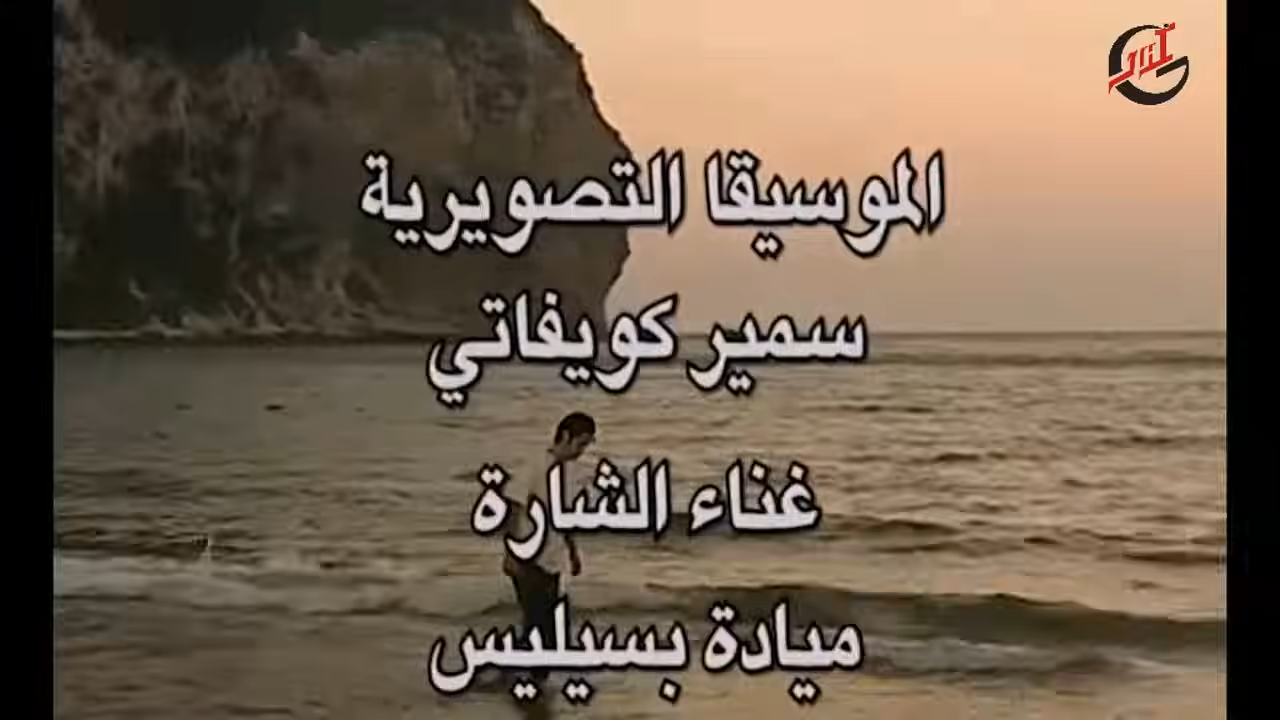 الموسيقا التصويرية
سمير كويفاتي
غناء الشارة
ميادة بسيليس